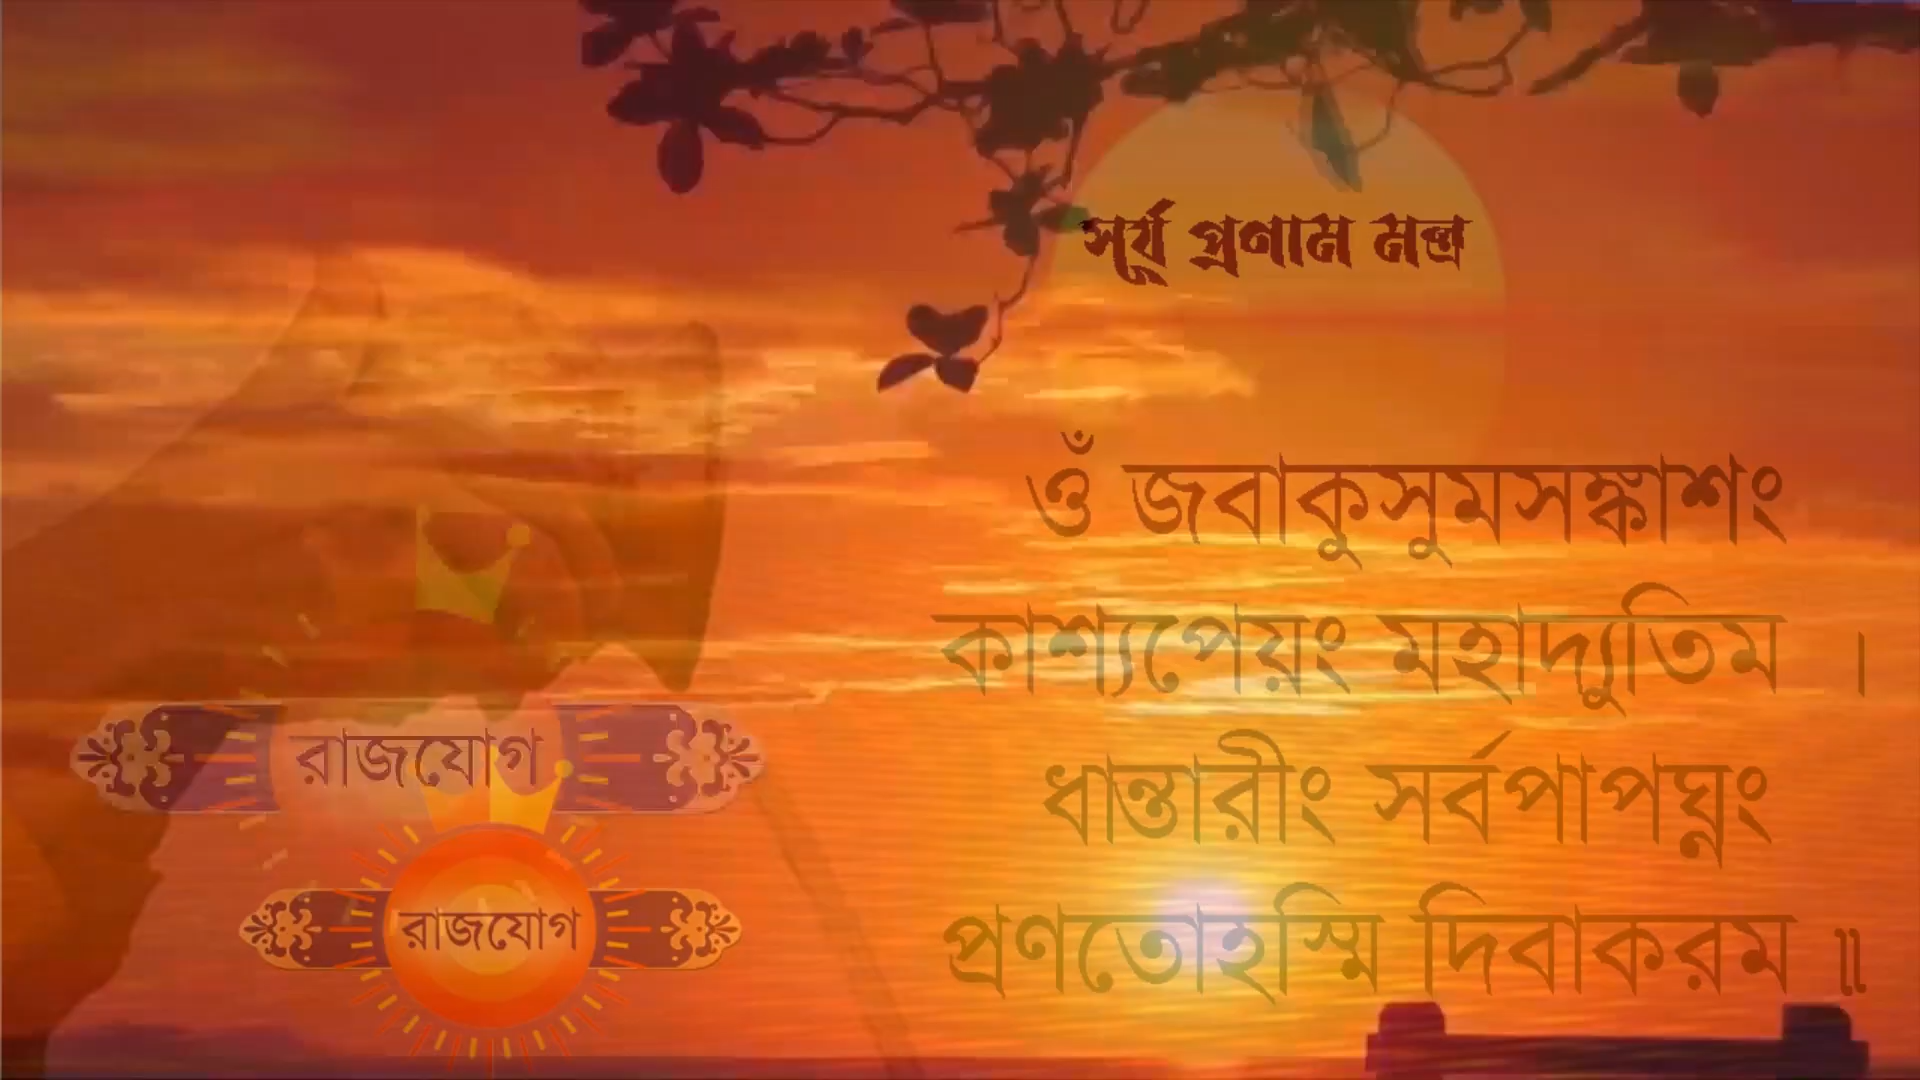 সূর্য প্রণাম মন্ত্র
ওঁ জবাকুসুমসঙ্কাশং
কাশ্যপেয়ং মহাদ্যুতিম ।
ধান্তারীং সর্বপাপঘ্নং
প্রণতোহস্মি দিবাকরম ॥
রাজযোগ
রাজযোগ